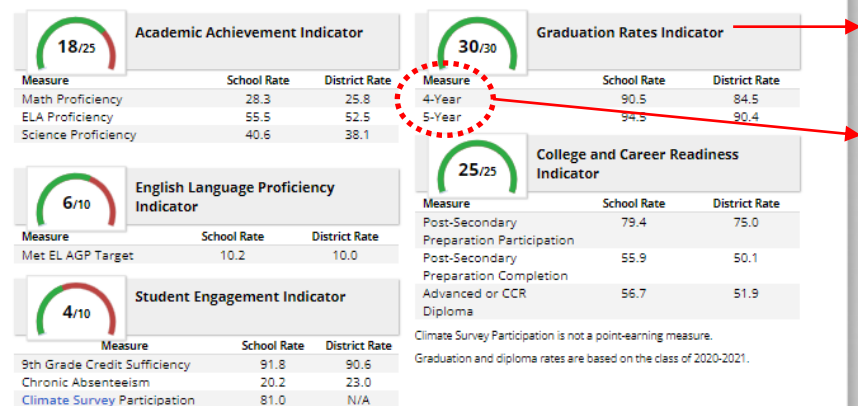 18/25
Academic Achievement Indicator
Measure School Rate District Rate
Math Proficiency 28.3 25.8
ELA Proficiency 55.5 52.5
Science Proficiency 40.6 38.1
6/10
English Language Proficiency
Indicator
Measure School Rate District Rate
Met EL AGP Target 10.2 10.0
4/10
Student Engagement Indicator
Measure School Rate District Rate
9th Grade Credit Sufficiency 91.8 90.6
Chronic Absenteeism 20.2 23.0
Climate Survey Participation 81.0 N/A
30/30
Graduation Rates Indicator
Measure School Rate District Rate
4-Year 90.5 84.5
5-Year 94.5 90.4
25/25
College and Career Readiness
Indicator
Measure School Rate District Rate
Post-Secondary 79.4 75.0
Preparation Participation
Post-Secondary 55.9 50.1
Preparation Completion
Advanced or CCR 56.7 51.9
Diploma
Climate Survey Participation is not a point-earning measure.
Graduation and diploma rates are based on the class of 2020-2021.